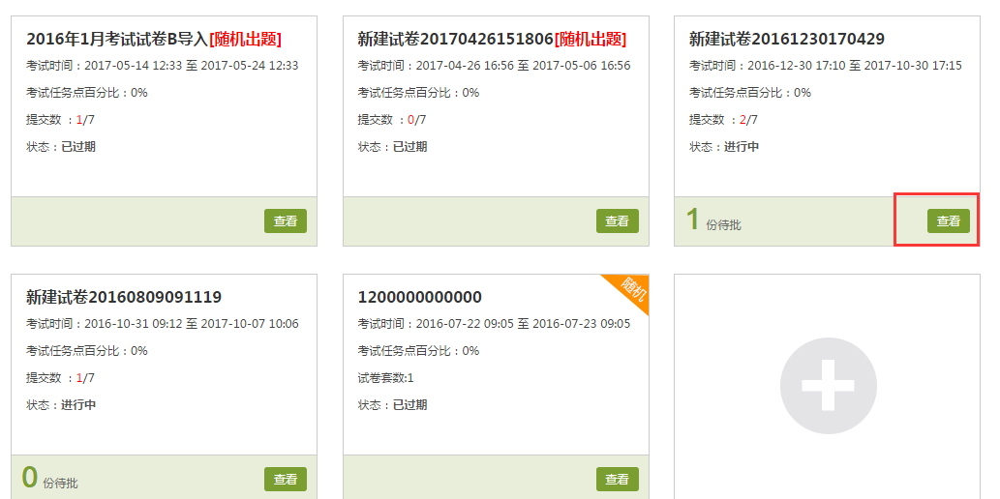 2016年1月考试试卷B导入[随机出题]
考试时间：2017-05-14 12:33 至 2017-05-24 12:33
考试任务点百分比：0%
提交数 ：1/7
状态：已过期
查看
新建试卷20170426151806[随机出题]
考试时间：2017-04-26 16:56 至 2017-05-06 16:56
考试任务点百分比：0%
提交数 ：0/7
状态：已过期
查看
新建试卷20161230170429
考试时间：2016-12-30 17:10 至 2017-10-30 17:15
考试任务点百分比：0%
提交数 ：2/7
状态：进行中
1 份待批
查看
新建试卷20160809091119
考试时间：2016-10-31 09:12 至 2017-10-07 10:06
考试任务点百分比：0%
提交数 ：1/7
状态：进行中
0 份待批
查看
1200000000000
随机
考试时间：2016-07-22 09:05 至 2016-07-23 09:05
考试任务点百分比：0%
试卷套数:1
状态：已过期
查看